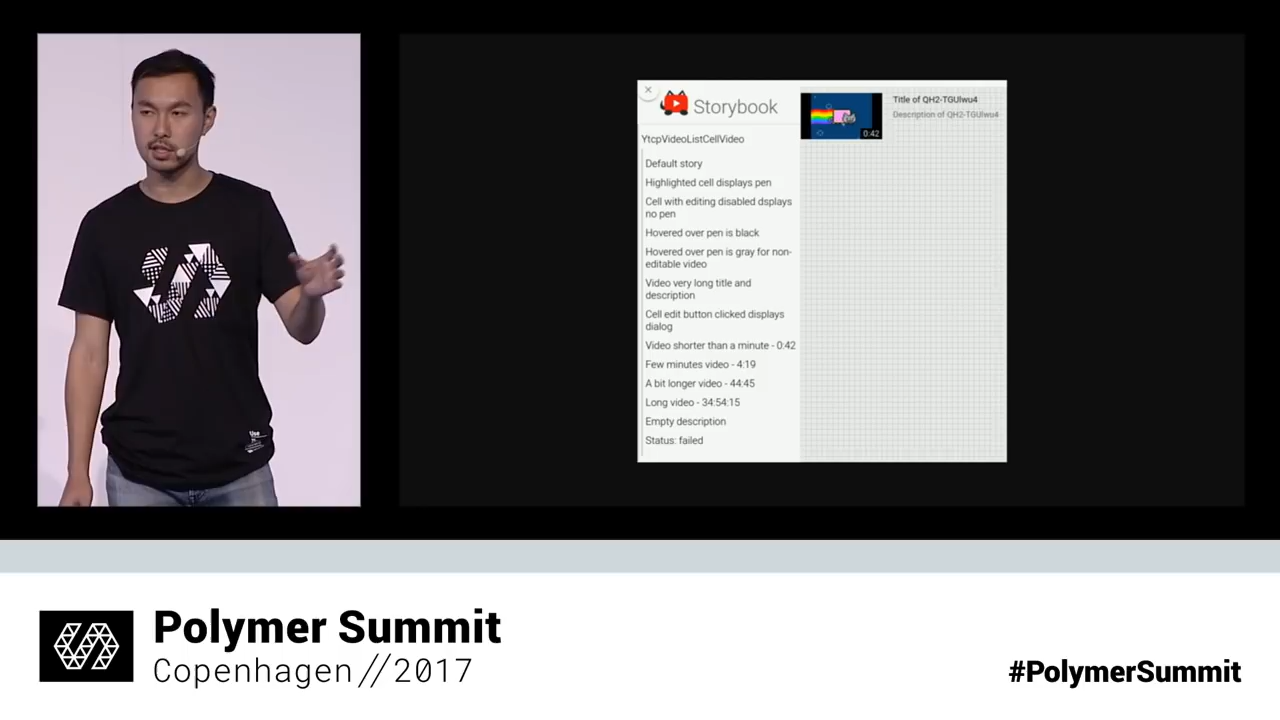 Storybook
YtcpVideoListCellVideo
Default story
Highlighted cell displays pen
Cell with editing disabled dsplays
no pen
Hovered over pen is black
Hovered over pen is gray for non-
editable video
Video very long title and
description
Cell edit button clicked displays
dialog
Video shorter than a minute - 0:42
Few minutes video - 4:19
A bit longer video - 44:45
Long video - 34:54:15
Empty description
Status: failed
0:42
Title of QH2-TGUlwu4
Description of QH2-TGUlwu4
Use
Polymer Summit
Copenhagen//2017
#PolymerSummit